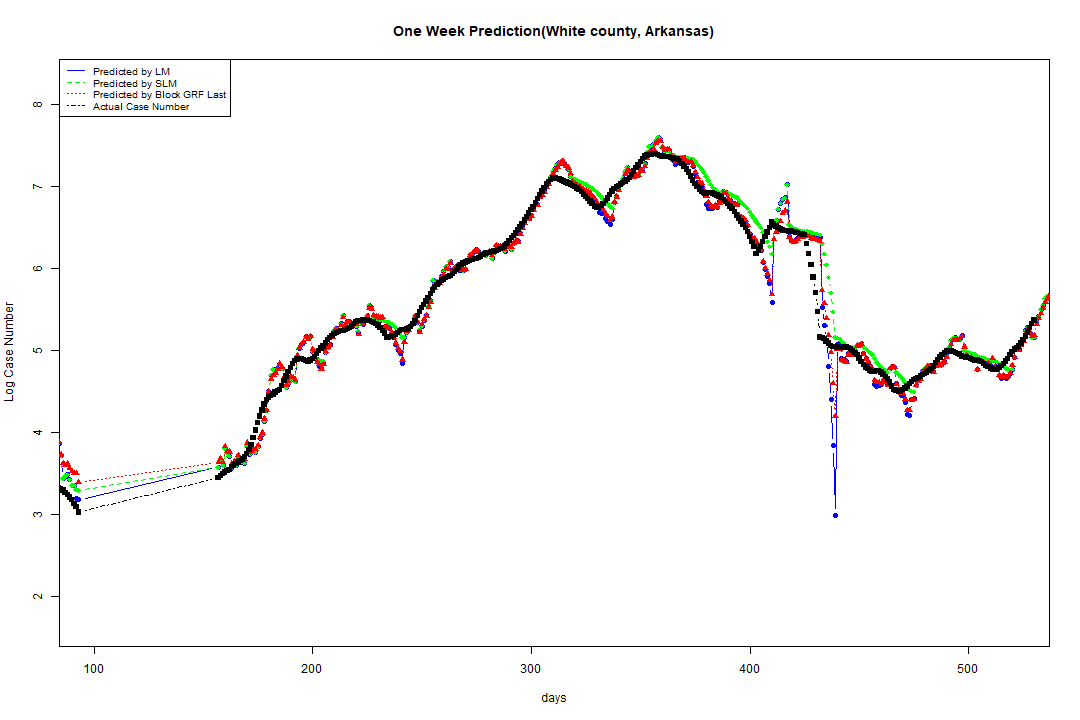 One Week Prediction(White county, Arkansas)
Predicted by LM
Predicted by SLM
Predicted by Block GRF Last
Actual Case Number
Log Case Number
8
7
6
5
4
3
2
100 200 300 400 500
days